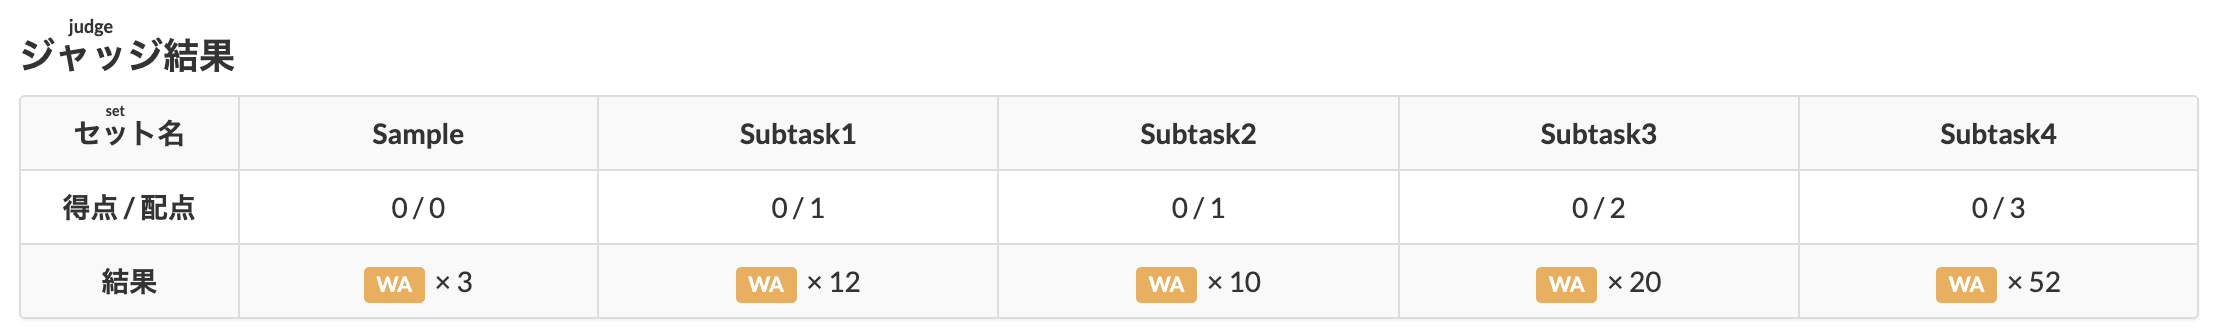 judge
ジャッジ結果
set
セット名 Sample Subtask1 Subtask2 Subtask3 Subtask4
得点 / 配点 0 / 0 0 / 1 0 / 1 0 / 2 0 / 3
結果 WA × 3 WA × 12 WA × 10 WA × 20 WA × 52